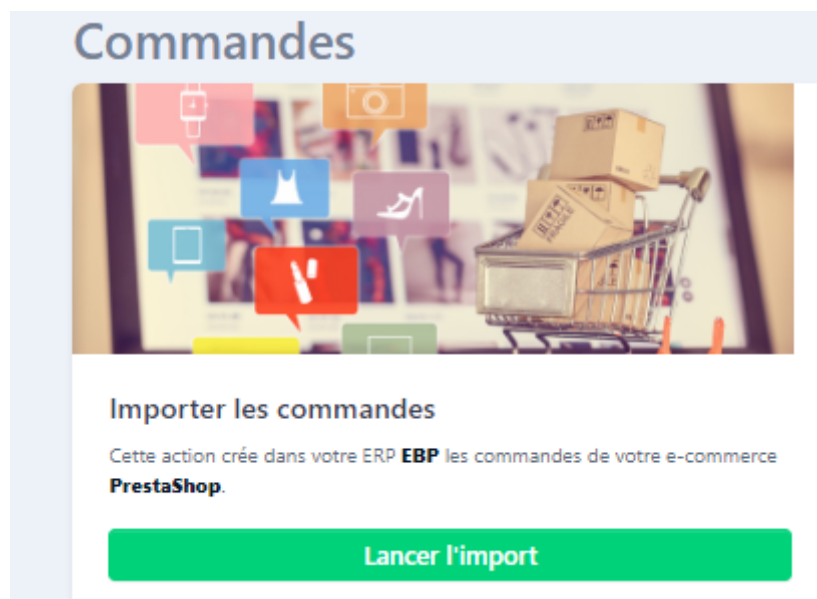 Commandes
FRAGILE
Importer les commandes
Cette action crée dans votre ERP EBP les commandes de votre e-commerce
PrestaShop.
Lancer l'import